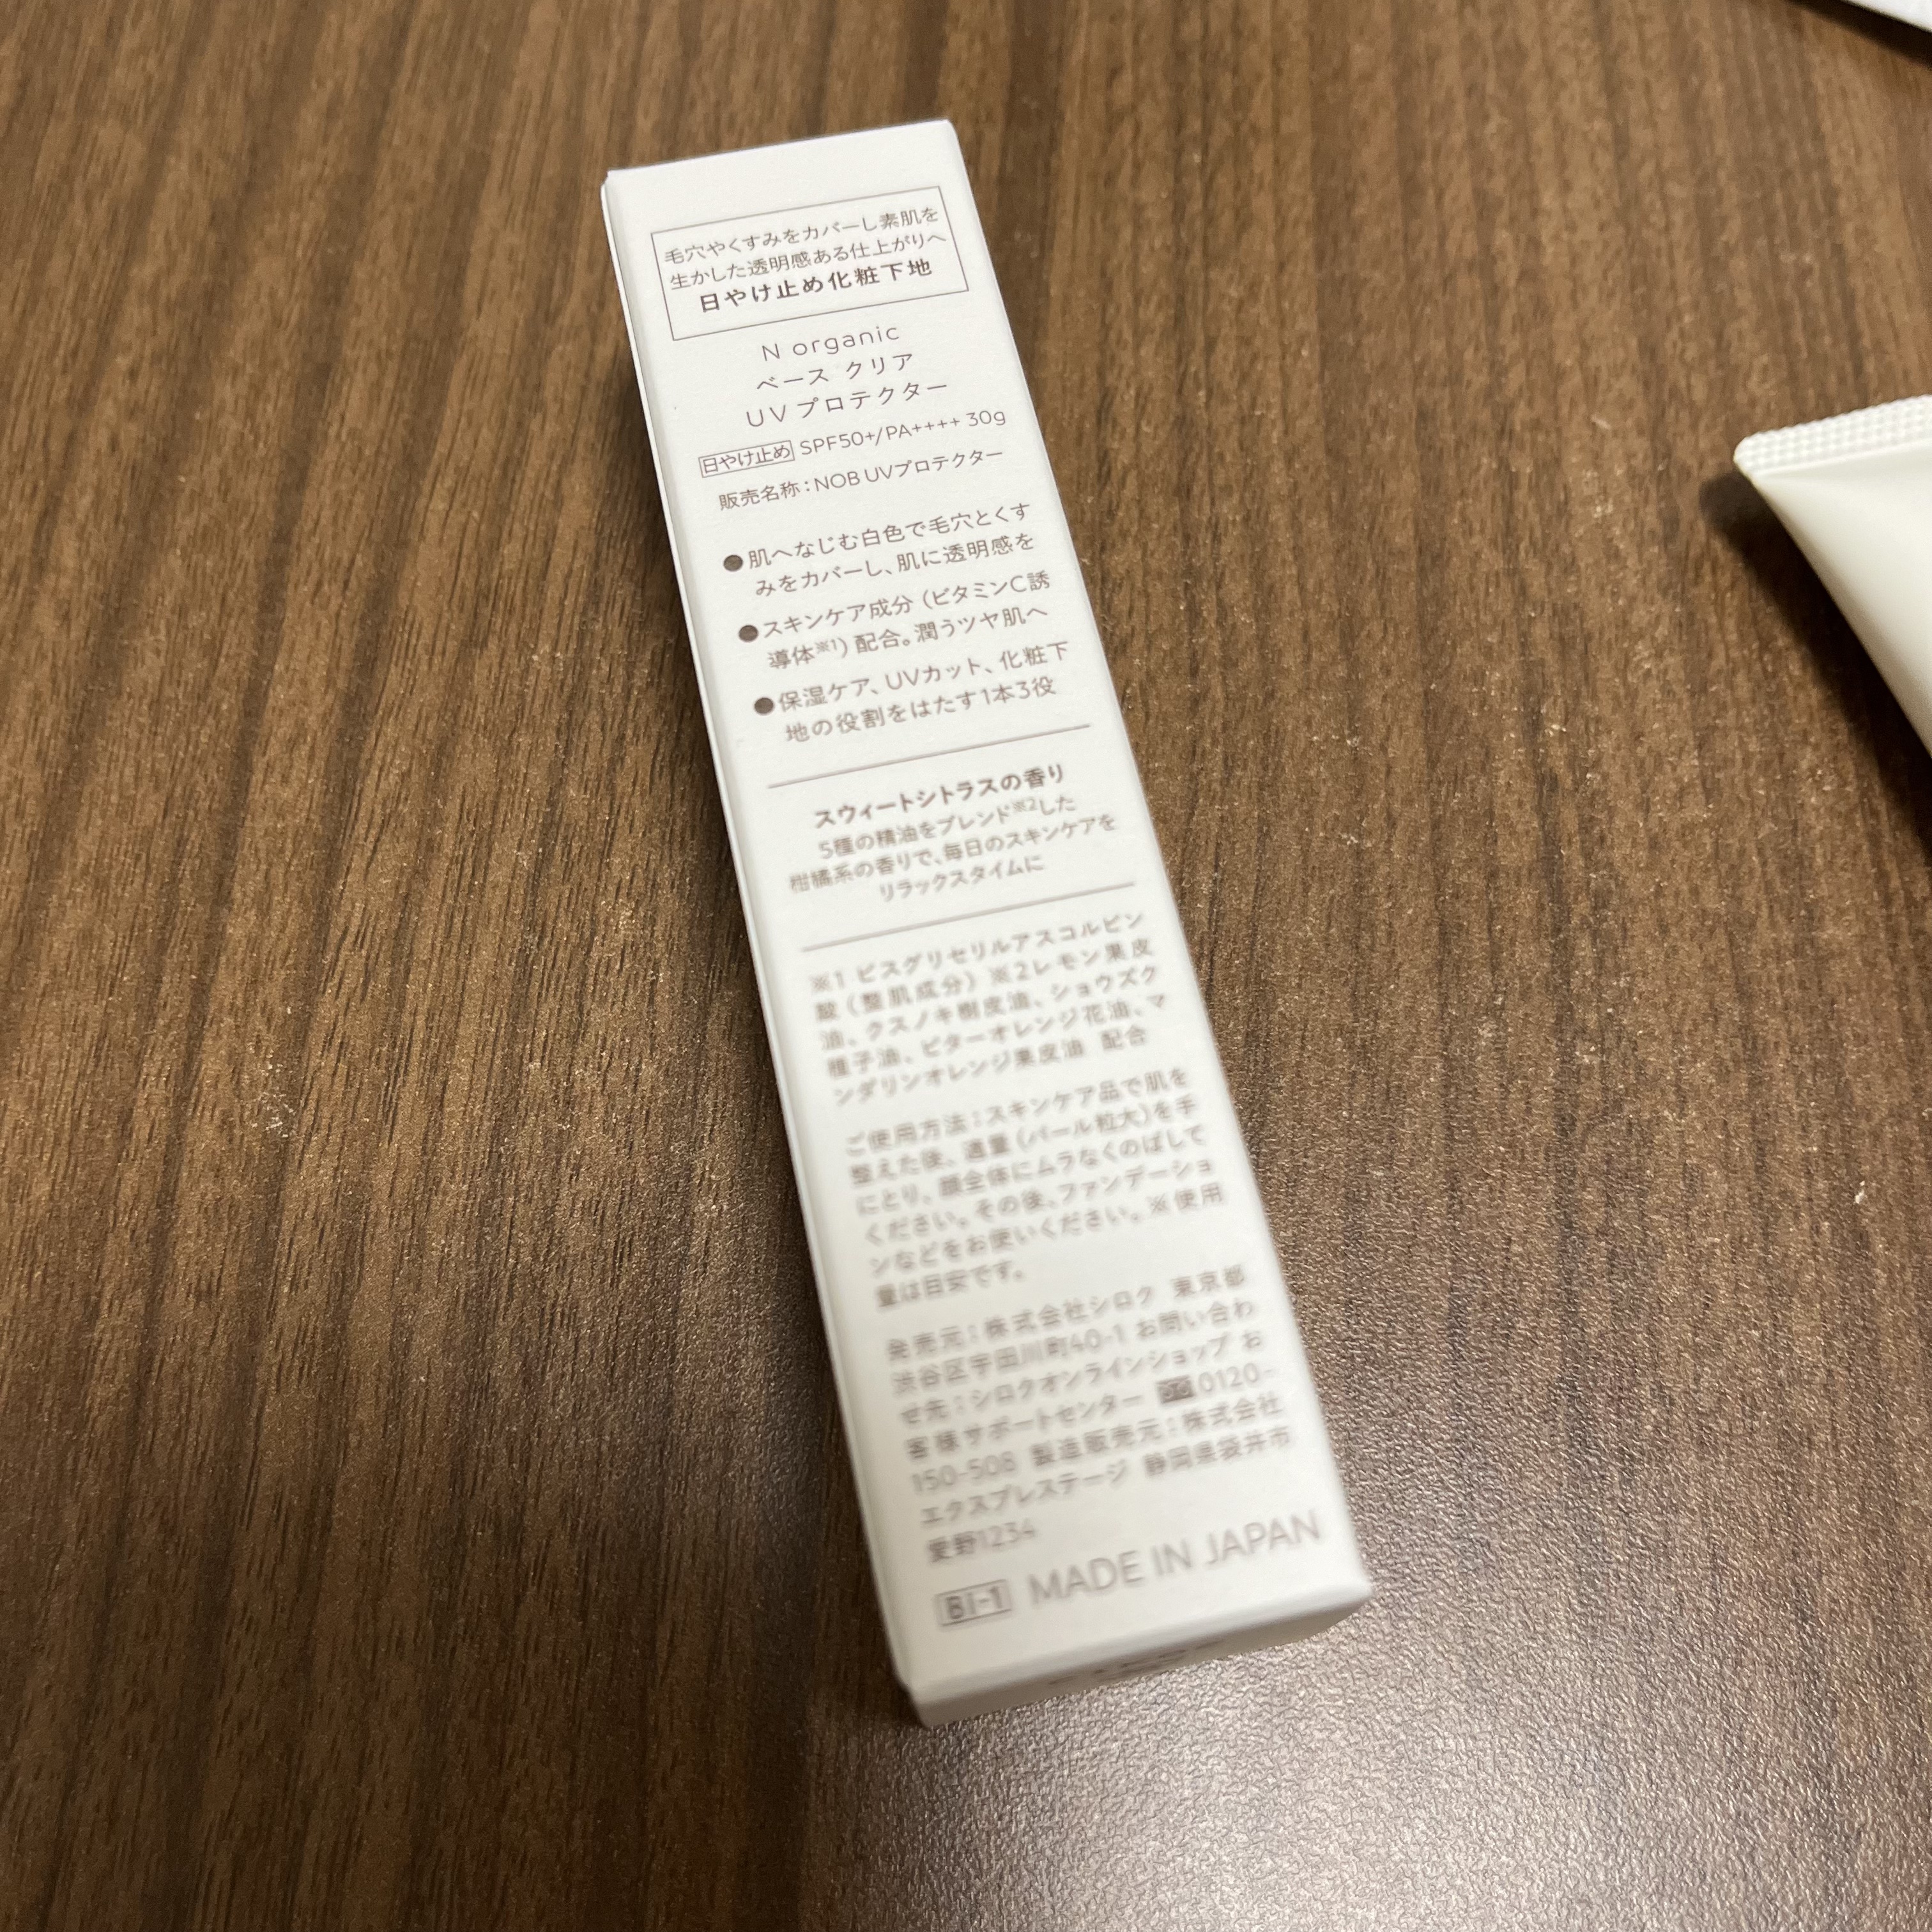 毛穴やくすみをカバーし素肌を
生かした透明感ある仕上がりへ
日やけ止め化粧下地
N organic
ベース クリア
UV プロテクター
日やけ止め SPF50+/PA++++ 30g
販売名称：NOB UVプロテクター
●肌へなじむ白色で毛穴とくす
みをカバーし、肌に透明感を
●スキンケア成分（ビタミンC誘
導体※1）配合。潤うツヤ肌へ
●保湿ケア、UVカット、化粧下
地の役割をはたす1本3役
スウィートシトラスの香り
5種の精油をブレンド※2した
柑橘系の香りで、毎日のスキンケアを
リラックスタイムに
※1 ビスグリセリルアスコルビン
酸（整肌成分）※2レモン果皮
油、クスノキ樹皮油、ショウズク
種子油、ビターオレンジ花油、マ
ンダリンオレンジ果皮油 配合
ご使用方法：スキンケア品で肌を
整えた後、適量（パール粒大）を手
にとり、顔全体にムラなくのばして
ください。その後、ファンデーショ
ンなどをお使いください。※使用
量は目安です。
発売元：株式会社シロク 東京都
渋谷区宇田川町40-1 お問い合わ
せ先：シロクオンラインショップ お
客様サポートセンター 0120-
150-508 製造販売元：株式会社
エクスプレステージ 静岡県袋井市
愛野1234
BI-1 MADE IN JAPAN